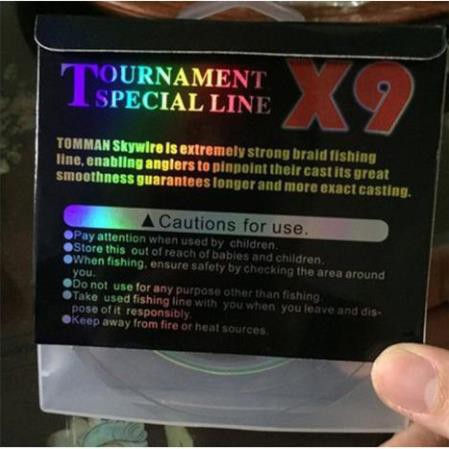 TOURNAMENT
SPECIAL LINE X9
TOMMAN Skywire is extremely strong braid fishing
line, enabling anglers to pinpoint their cast its great
smoothness guarantees longer and more exact casting.
▲Cautions for use.
●Pay attention when used by children.
●Store this out of reach of babies and children.
●When fishing, ensure safety by checking the area around
you.
●Do not use for any purpose other than fishing.
●Take used fishing line with you when you leave and dis-
pose of it responsibly.
●Keep away from fire or heat sources.